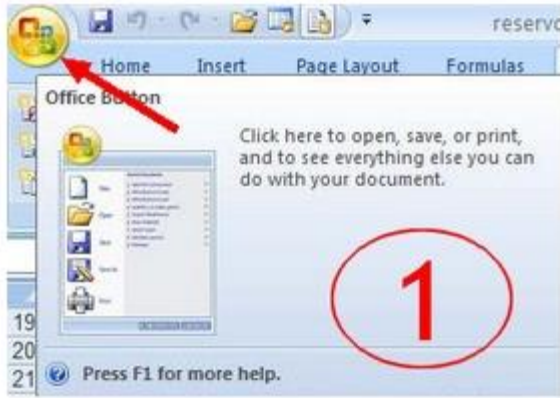 reservo
Home Insert Page Layout Formulas
Office Button
Click here to open, save, or print,
and to see everything else you can
do with your document.
1
19
20
21
Press F1 for more help.